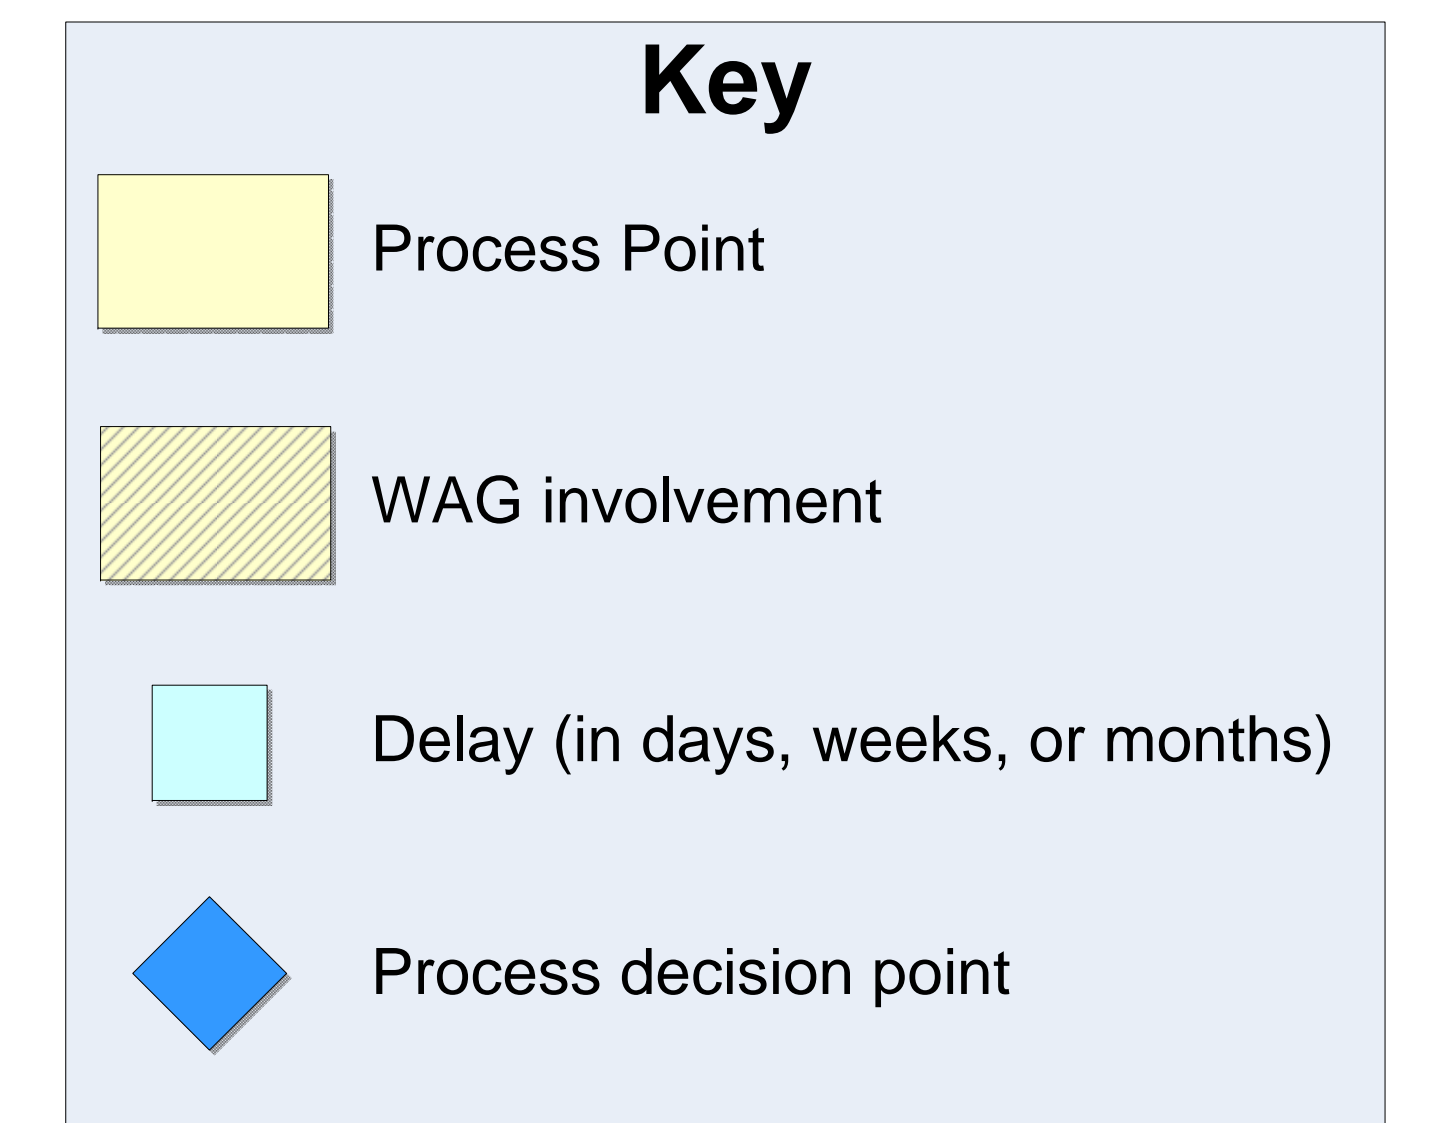 Key
Process Point
WAG involvement
Delay (in days, weeks, or months)
Process decision point